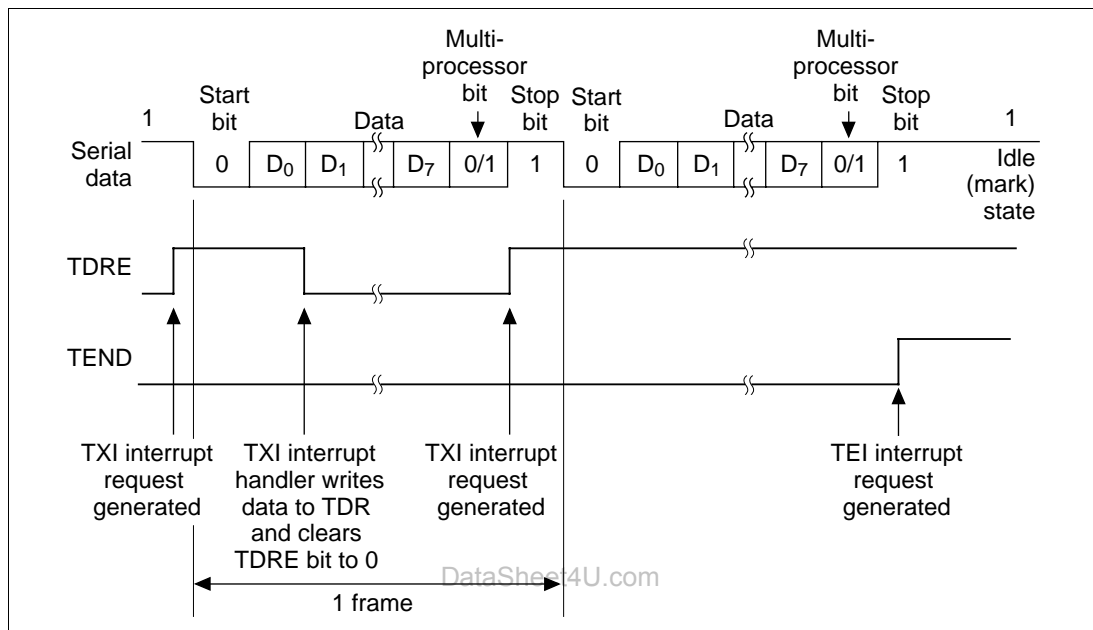 Multi-
processor
bit
Multi-
processor
bit
Start
bit
Stop
bit
Start
bit
Stop
bit
1
Data
Data
1
Serial
data
0 D0 D1 D7 0/1 1 0 D0 D1 D7 0/1 1
Idle
(mark)
state
TDRE
TEND
TXI interrupt
request
generated
TXI interrupt
handler writes
data to TDR
and clears
TDRE bit to 0
TXI interrupt
request
generated
TEI interrupt
request
generated
DataSheet4U.com
1 frame